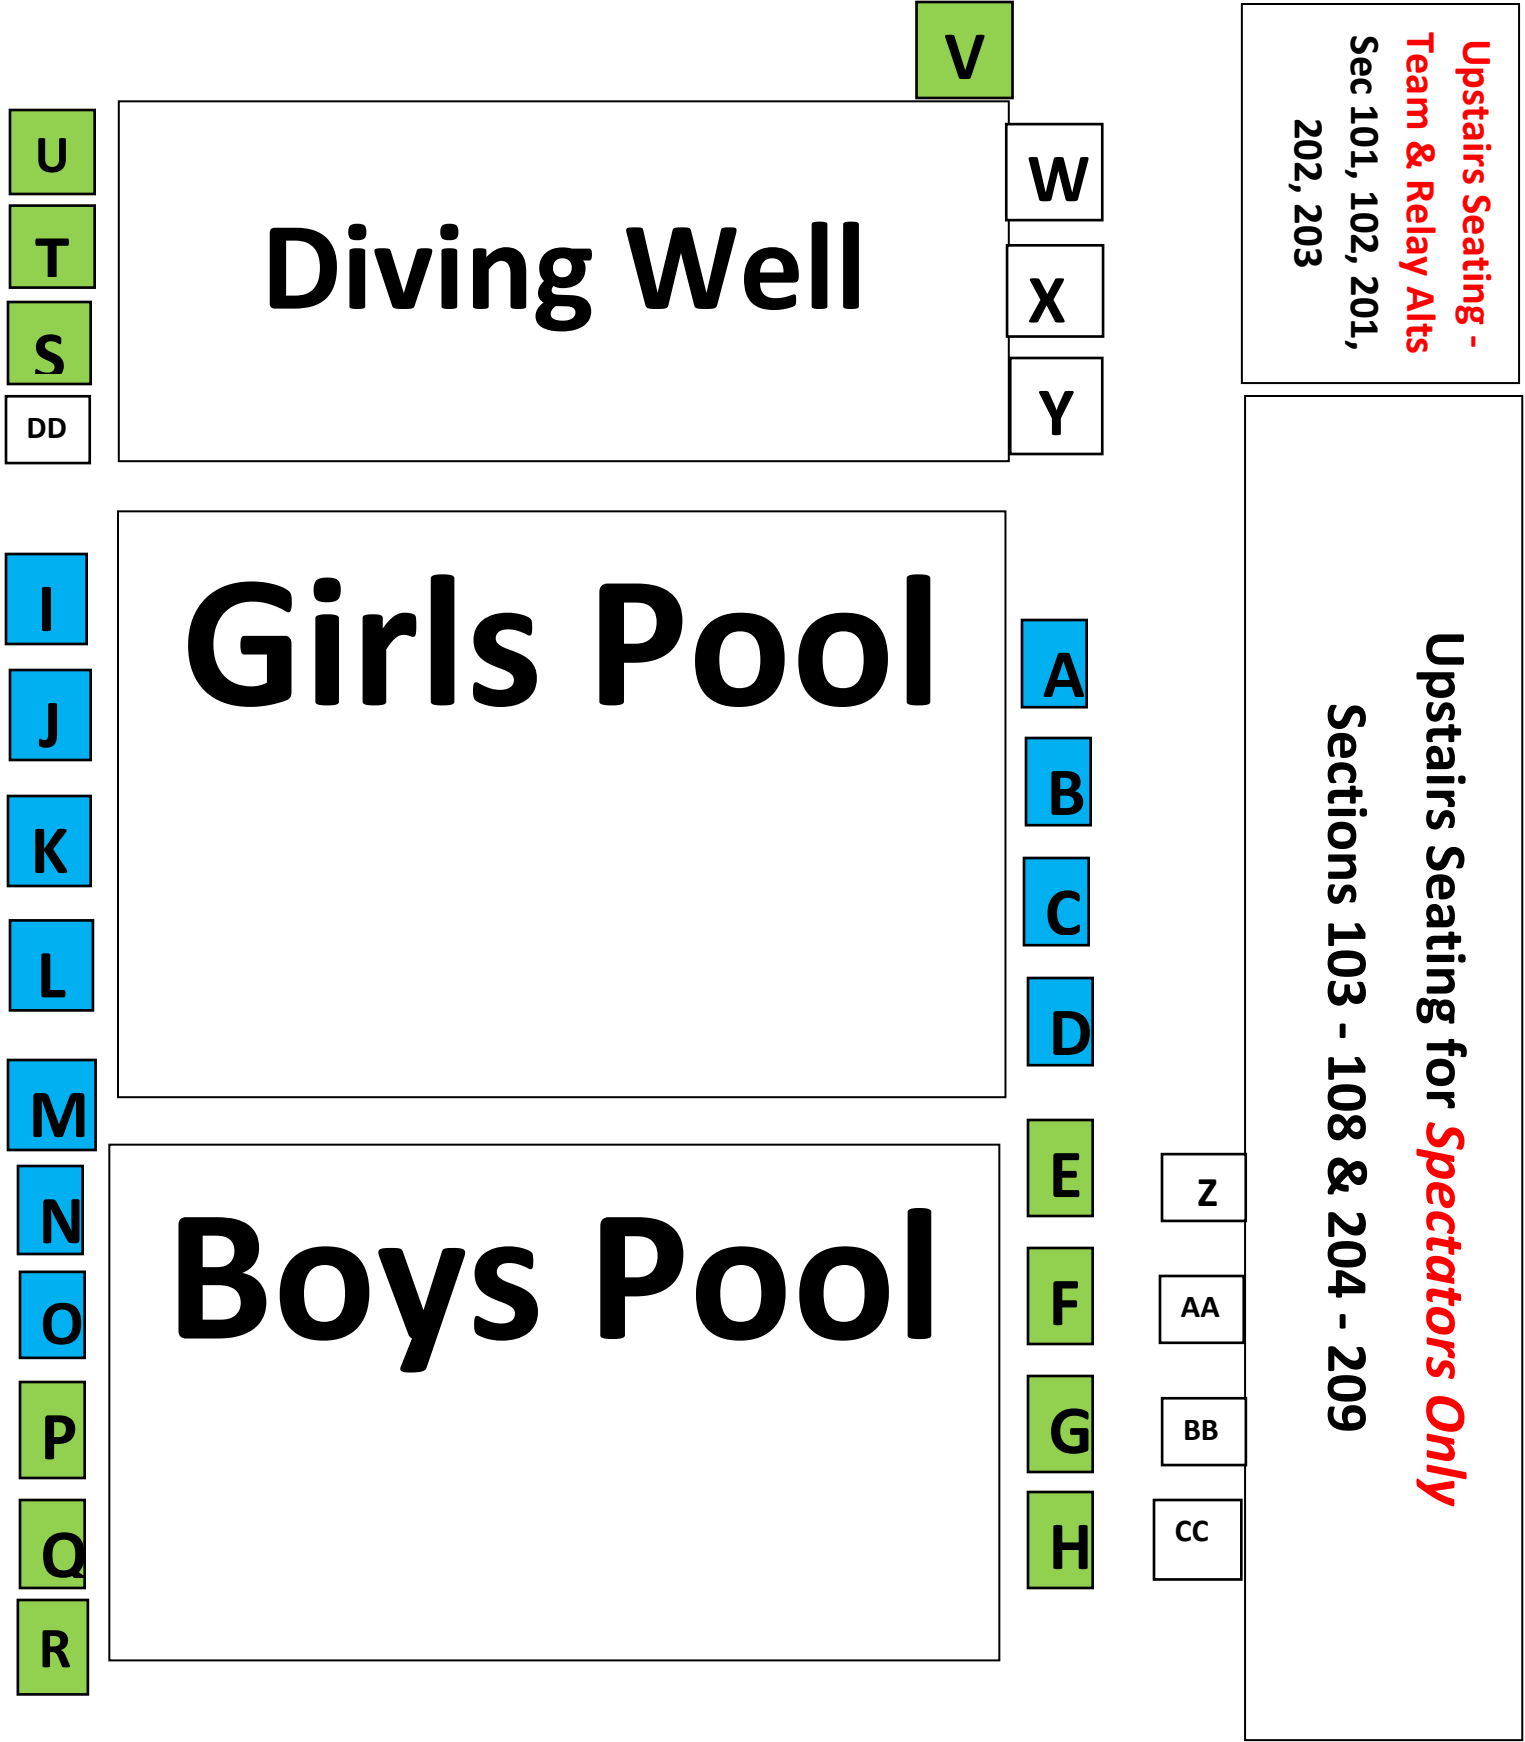 V
U
T
S
DD
Diving Well
W
X
Y
Upstairs Seating -
Team & Relay Alts
Sec 101, 102, 201,
202, 203
I
J
K
L
M
N
O
P
Q
R
Girls Pool
A
B
C
D
Boys Pool
E
F
G
H
Z
AA
BB
CC
Upstairs Seating for Spectators Only
Sections 103 - 108 & 204 - 209